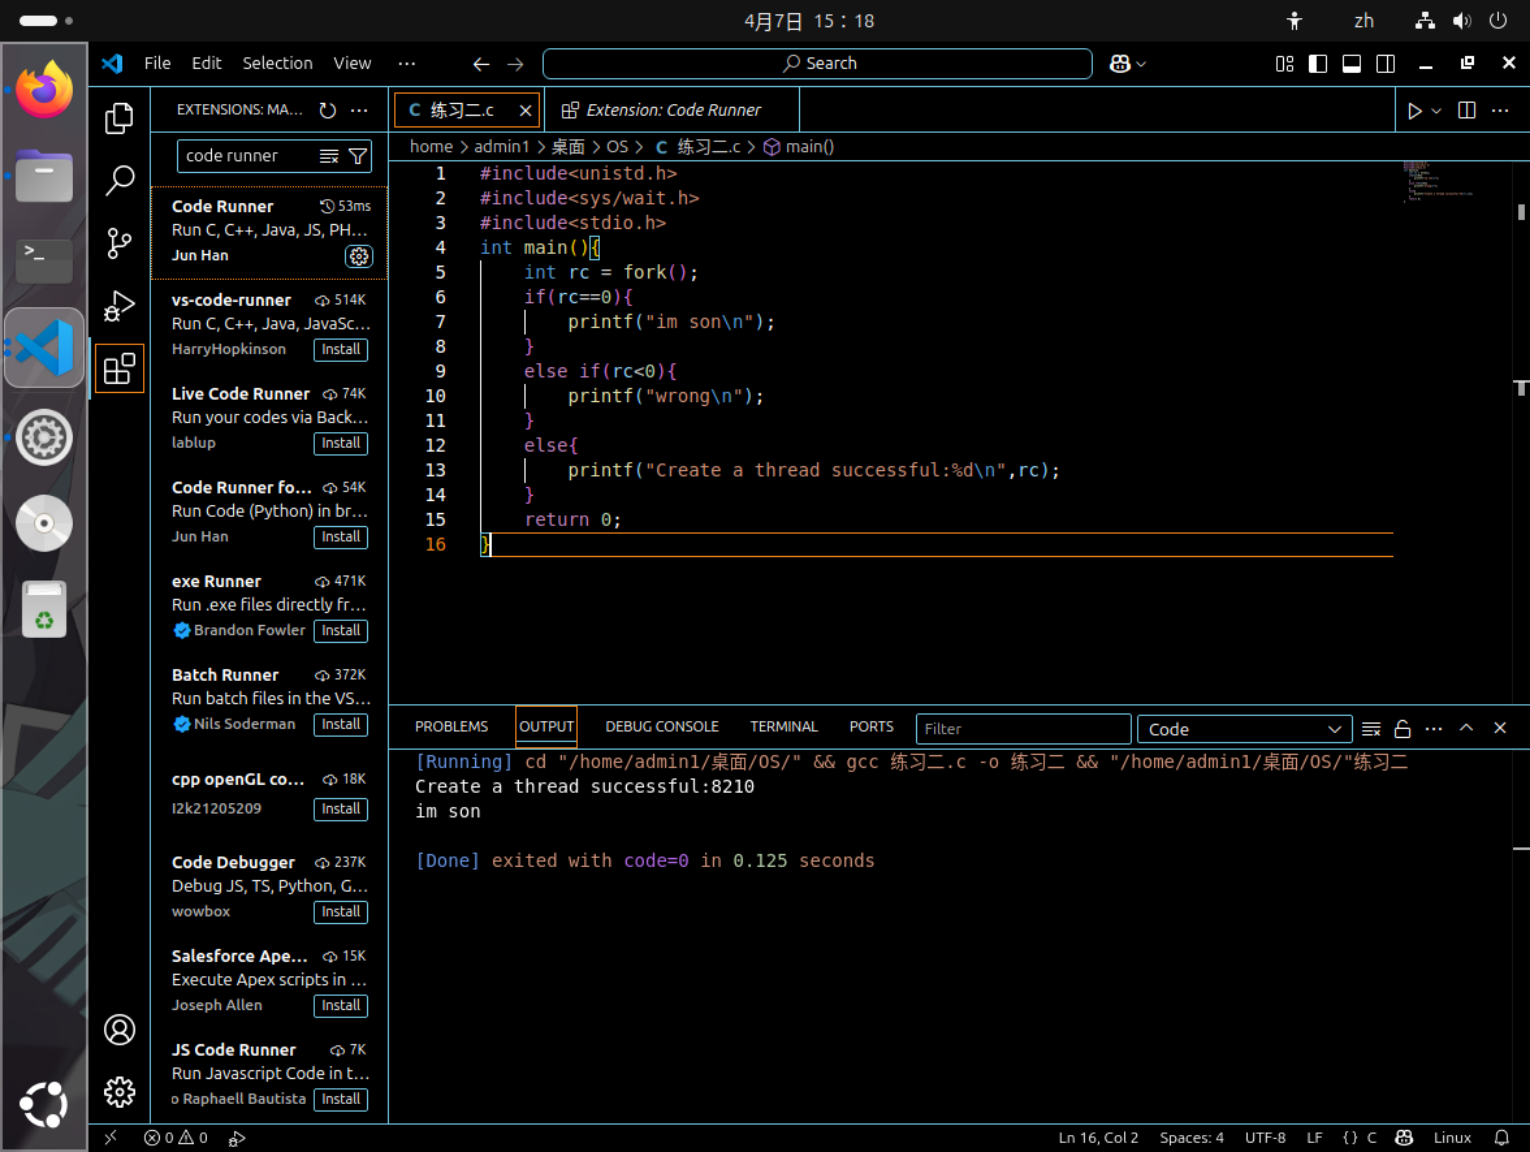 4月7日 15：18
zh
File Edit Selection View ··· Search
EXTENSIONS: MA... ···
C 练习二.c Extension: Code Runner
home > admin1 > 桌面 > OS > C 练习二.c > main()
code runner
Code Runner 53ms
Run C, C++, Java, JS, PH...
Jun Han
vs-code-runner 514K
Run C, C++, Java, JavaSc...
HarryHopkinson Install
Live Code Runner 74K
Run your codes via Back...
lablup Install
Code Runner fo... 54K
Run Code (Python) in br...
Jun Han Install
exe Runner 471K
Run .exe files directly fr...
Brandon Fowler Install
Batch Runner 372K
Run batch files in the VS...
Nils Soderman Install
cpp openGL co... 18K
l2k21205209 Install
Code Debugger 237K
Debug JS, TS, Python, G...
wowbox Install
Salesforce Ape... 15K
Execute Apex scripts in ...
Joseph Allen Install
JS Code Runner 7K
Run Javascript Code in t...
o Raphaell Bautista Install
1 #include<unistd.h>
2 #include<sys/wait.h>
3 #include<stdio.h>
4 int main(){
5 int rc = fork();
6 if(rc==0){
7 printf("im son\n");
8 }
9 else if(rc<0){
10 printf("wrong\n");
11 }
12 else{
13 printf("Create a thread successful:%d\n",rc);
14 }
15 return 0;
16 }
PROBLEMS OUTPUT DEBUG CONSOLE TERMINAL PORTS Filter Code
[Running] cd "/home/admin1/桌面/OS/" && gcc 练习二.c -o 练习二 && "/home/admin1/桌面/OS/"练习二
Create a thread successful:8210
im son
[Done] exited with code=0 in 0.125 seconds
0 0 Ln 16, Col 2 Spaces: 4 UTF-8 LF {} C Linux